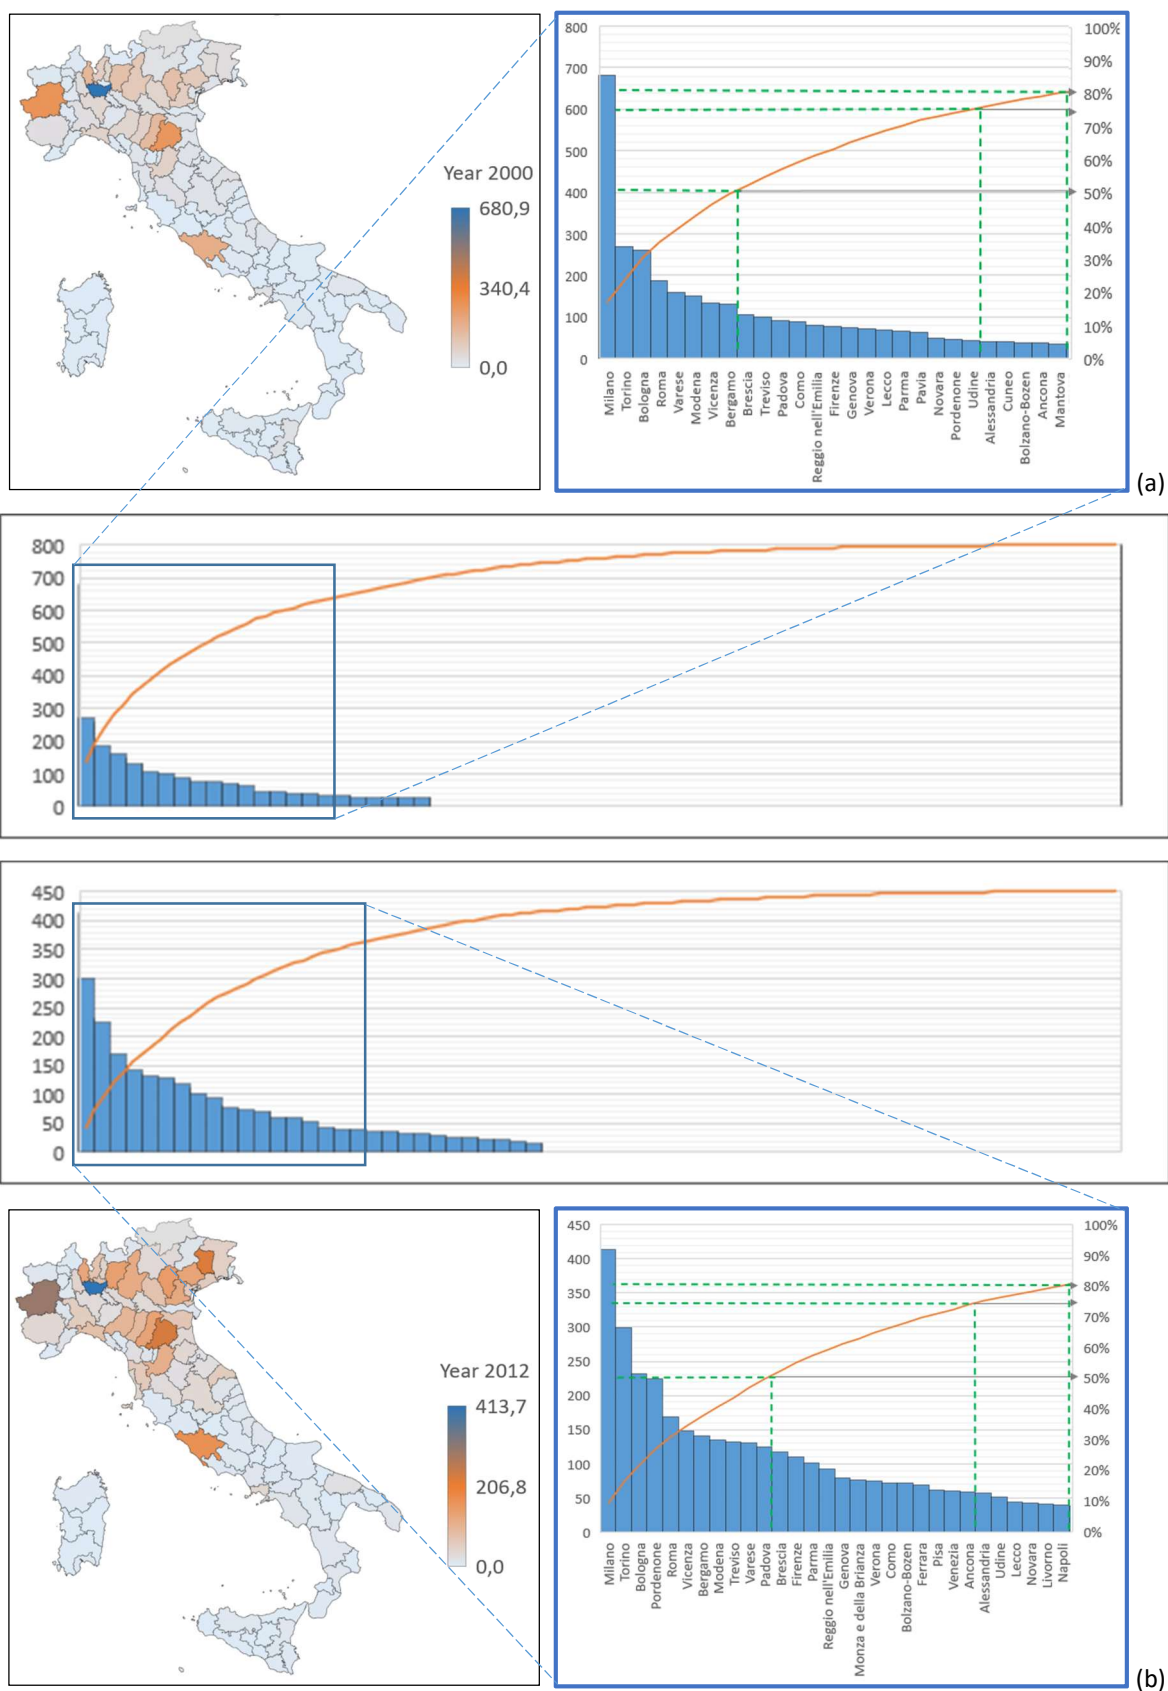 Year 2000
680,9
340,4
0,0
800
700
600
500
400
300
200
100
0
100%
90%
80%
70%
60%
50%
40%
30%
20%
10%
0%
Milano
Torino
Bologna
Roma
Varese
Modena
Vicenza
Bergamo
Brescia
Treviso
Padova
Como
Reggio nell'Emilia
Firenze
Genova
Verona
Lecco
Parma
Pavia
Novara
Pordenone
Udine
Alessandria
Cuneo
Bolzano-Bozen
Ancona
Mantova
(a)
800
700
600
500
400
300
200
100
0
450
400
350
300
250
200
150
100
50
0
Year 2012
413,7
206,8
0,0
450
400
350
300
250
200
150
100
50
0
100%
90%
80%
70%
60%
50%
40%
30%
20%
10%
0%
Milano
Torino
Bologna
Pordenone
Roma
Vicenza
Bergamo
Modena
Treviso
Varese
Padova
Brescia
Firenze
Parma
Reggio nell'Emilia
Genova
Monza e della Brianza
Verona
Como
Bolzano-Bozen
Ferrara
Pisa
Venezia
Ancona
Alessandria
Udine
Lecco
Novara
Livorno
Napoli
(b)